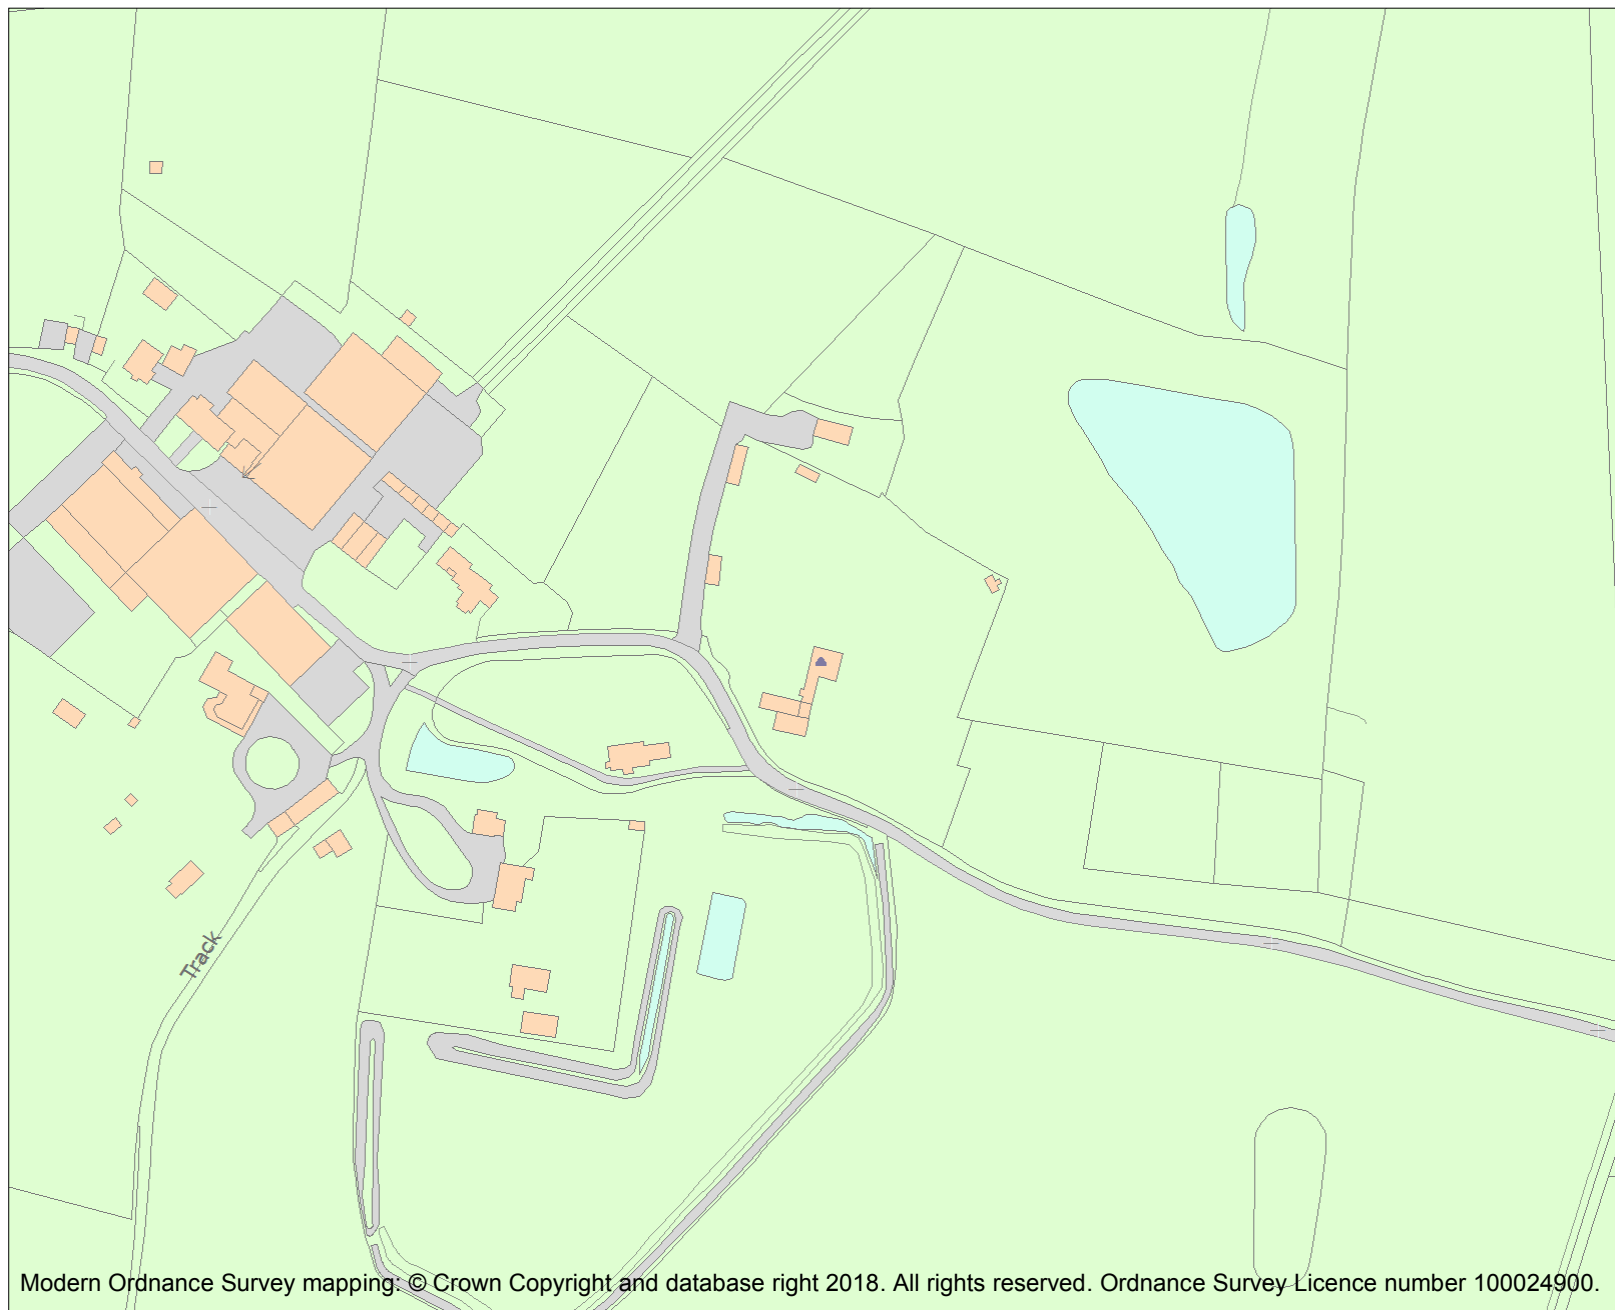 Track
Modern Ordnance Survey mapping: © Crown Copyright and database right 2018. All rights reserved. Ordnance Survey Licence number 100024900.